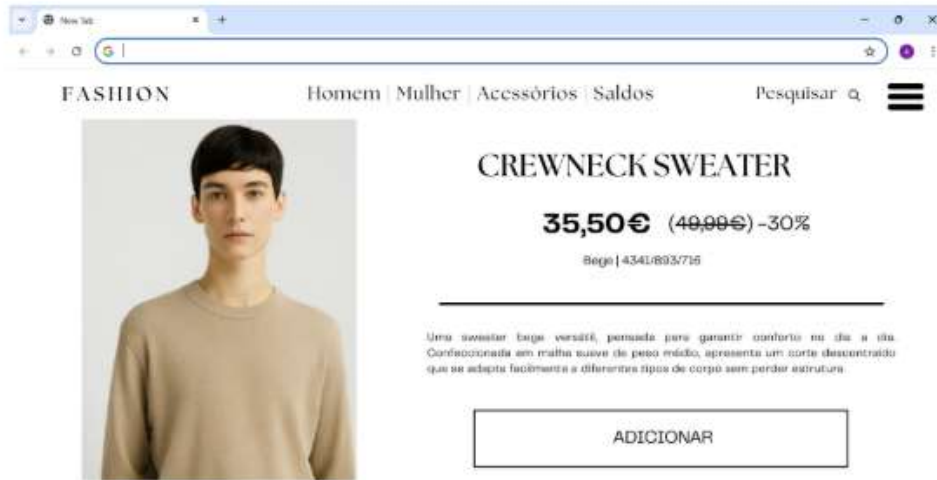 New Tab
FASHION
Homem | Mulher | Acessórios | Saldos
Pesquisar
CREWNECK SWEATER
35,50€ (49,99€) -30%
Bege | 4341/893/716
Uma sweater bege versátil, pensada para garantir conforto no dia a dia.
Confeccionada em malha suave de peso médio, apresenta um corte descontraído
que se adapta facilmente a diferentes tipos de corpo sem perder estrutura
ADICIONAR